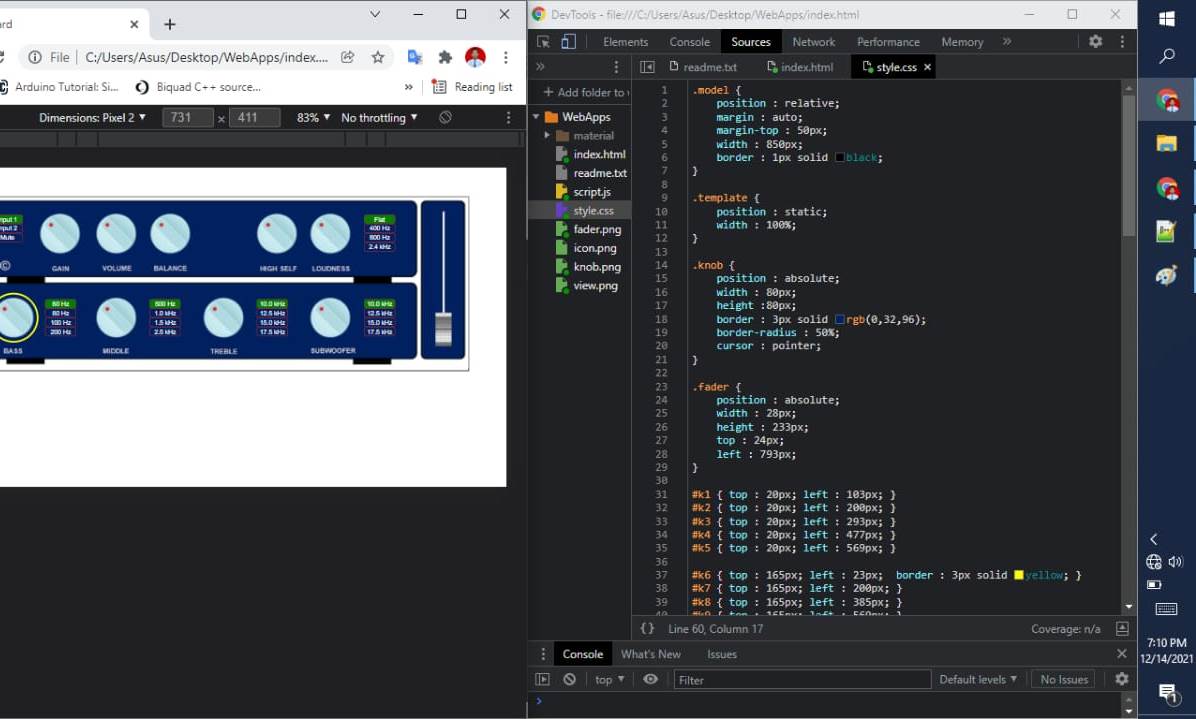 rd
DevTools - file:///C:/Users/Asus/Desktop/WebApps/index.html
File
C:/Users/Asus/Desktop/WebApps/index....
Arduino Tutorial: Si...
Biquad C++ source...
»
Reading list
Dimensions: Pixel 2 ▼
731 x 411
83% ▼
No throttling ▼
nput 1
nput 2
Mute
©
GAIN
VOLUME
BALANCE
HIGH SELF
LOUDNESS
Flat
400 Hz
800 Hz
2.4 kHz
BASS
60 Hz
80 Hz
100 Hz
200 Hz
MIDDLE
500 Hz
1.0 kHz
1.5 kHz
2.5 kHz
TREBLE
10.0 kHz
12.5 kHz
15.0 kHz
17.5 kHz
SUBWOOFER
10.0 kHz
12.5 kHz
15.0 kHz
17.5 kHz
Elements
Console
Sources
Network
Performance
Memory
»
»
readme.txt
index.html
style.css
+ Add folder to
WebApps
material
index.html
readme.txt
script.js
style.css
fader.png
icon.png
knob.png
view.png
1 .model {
2 position : relative;
3 margin : auto;
4 margin-top : 50px;
5 width : 850px;
6 border : 1px solid black;
7 }
8
9 .template {
10 position : static;
11 width : 100%;
12 }
13
14 .knob {
15 position : absolute;
16 width : 80px;
17 height :80px;
18 border : 3px solid rgb(0,32,96);
19 border-radius : 50%;
20 cursor : pointer;
21 }
22
23 .fader {
24 position : absolute;
25 width : 28px;
26 height : 233px;
27 top : 24px;
28 left : 793px;
29 }
30
31 #k1 { top : 20px; left : 103px; }
32 #k2 { top : 20px; left : 200px; }
33 #k3 { top : 20px; left : 293px; }
34 #k4 { top : 20px; left : 477px; }
35 #k5 { top : 20px; left : 569px; }
36
37 #k6 { top : 165px; left : 23px; border : 3px solid yellow; }
38 #k7 { top : 165px; left : 200px; }
39 #k8 { top : 165px; left : 385px; }
40 #k9 { top : 165px; left : 569px; }
{} Line 60, Column 17
Coverage: n/a
Console
What's New
Issues
top ▼
Filter
Default levels ▼
No Issues
7:10 PM
12/14/2021
1